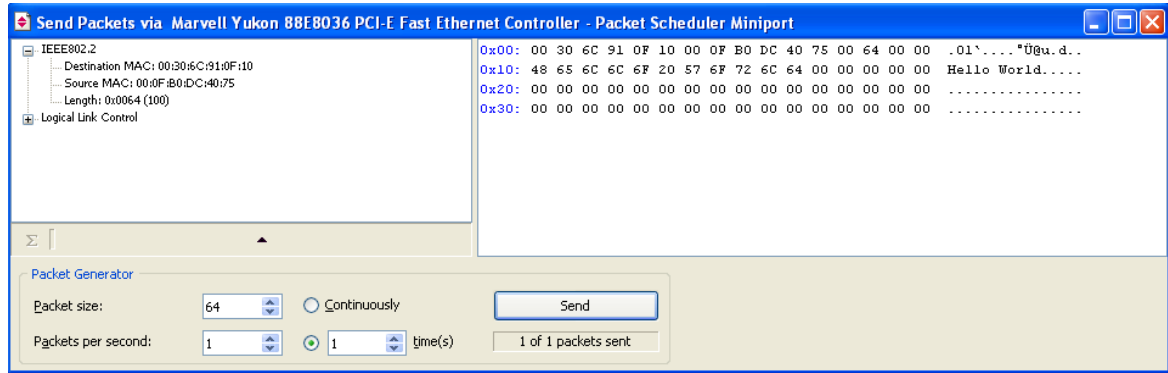 Send Packets via Marvell Yukon 88E8036 PCI-E Fast Ethernet Controller - Packet Scheduler Miniport
IEEE802.2
Destination MAC: 00:30:6C:91:0F:10
Source MAC: 00:0F:B0:DC:40:75
Length: 0x0064 (100)
Logical Link Control
0x00: 00 30 6C 91 0F 10 00 0F B0 DC 40 75 00 64 00 00 .0l`....°Ü@u.d..
0x10: 48 65 6C 6C 6F 20 57 6F 72 6C 64 00 00 00 00 00 Hello World.....
0x20: 00 00 00 00 00 00 00 00 00 00 00 00 00 00 00 00 ................
0x30: 00 00 00 00 00 00 00 00 00 00 00 00 00 00 00 00 ................
Σ
Packet Generator
Packet size: 64 Continuously Send
Packets per second: 1 1 time(s) 1 of 1 packets sent